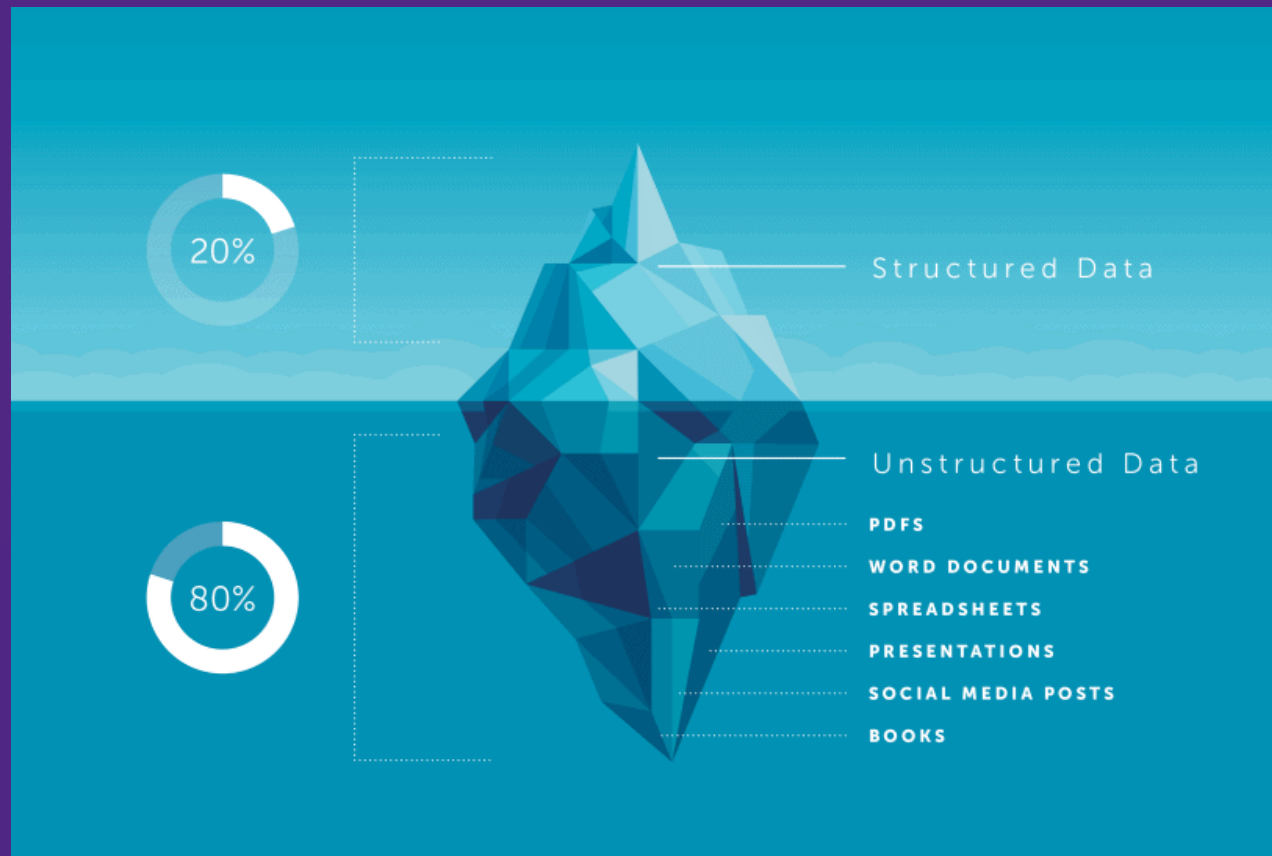 20%
Structured Data
Unstructured Data
PDFS
WORD DOCUMENTS
80%
SPREADSHEETS
PRESENTATIONS
SOCIAL MEDIA POSTS
BOOKS